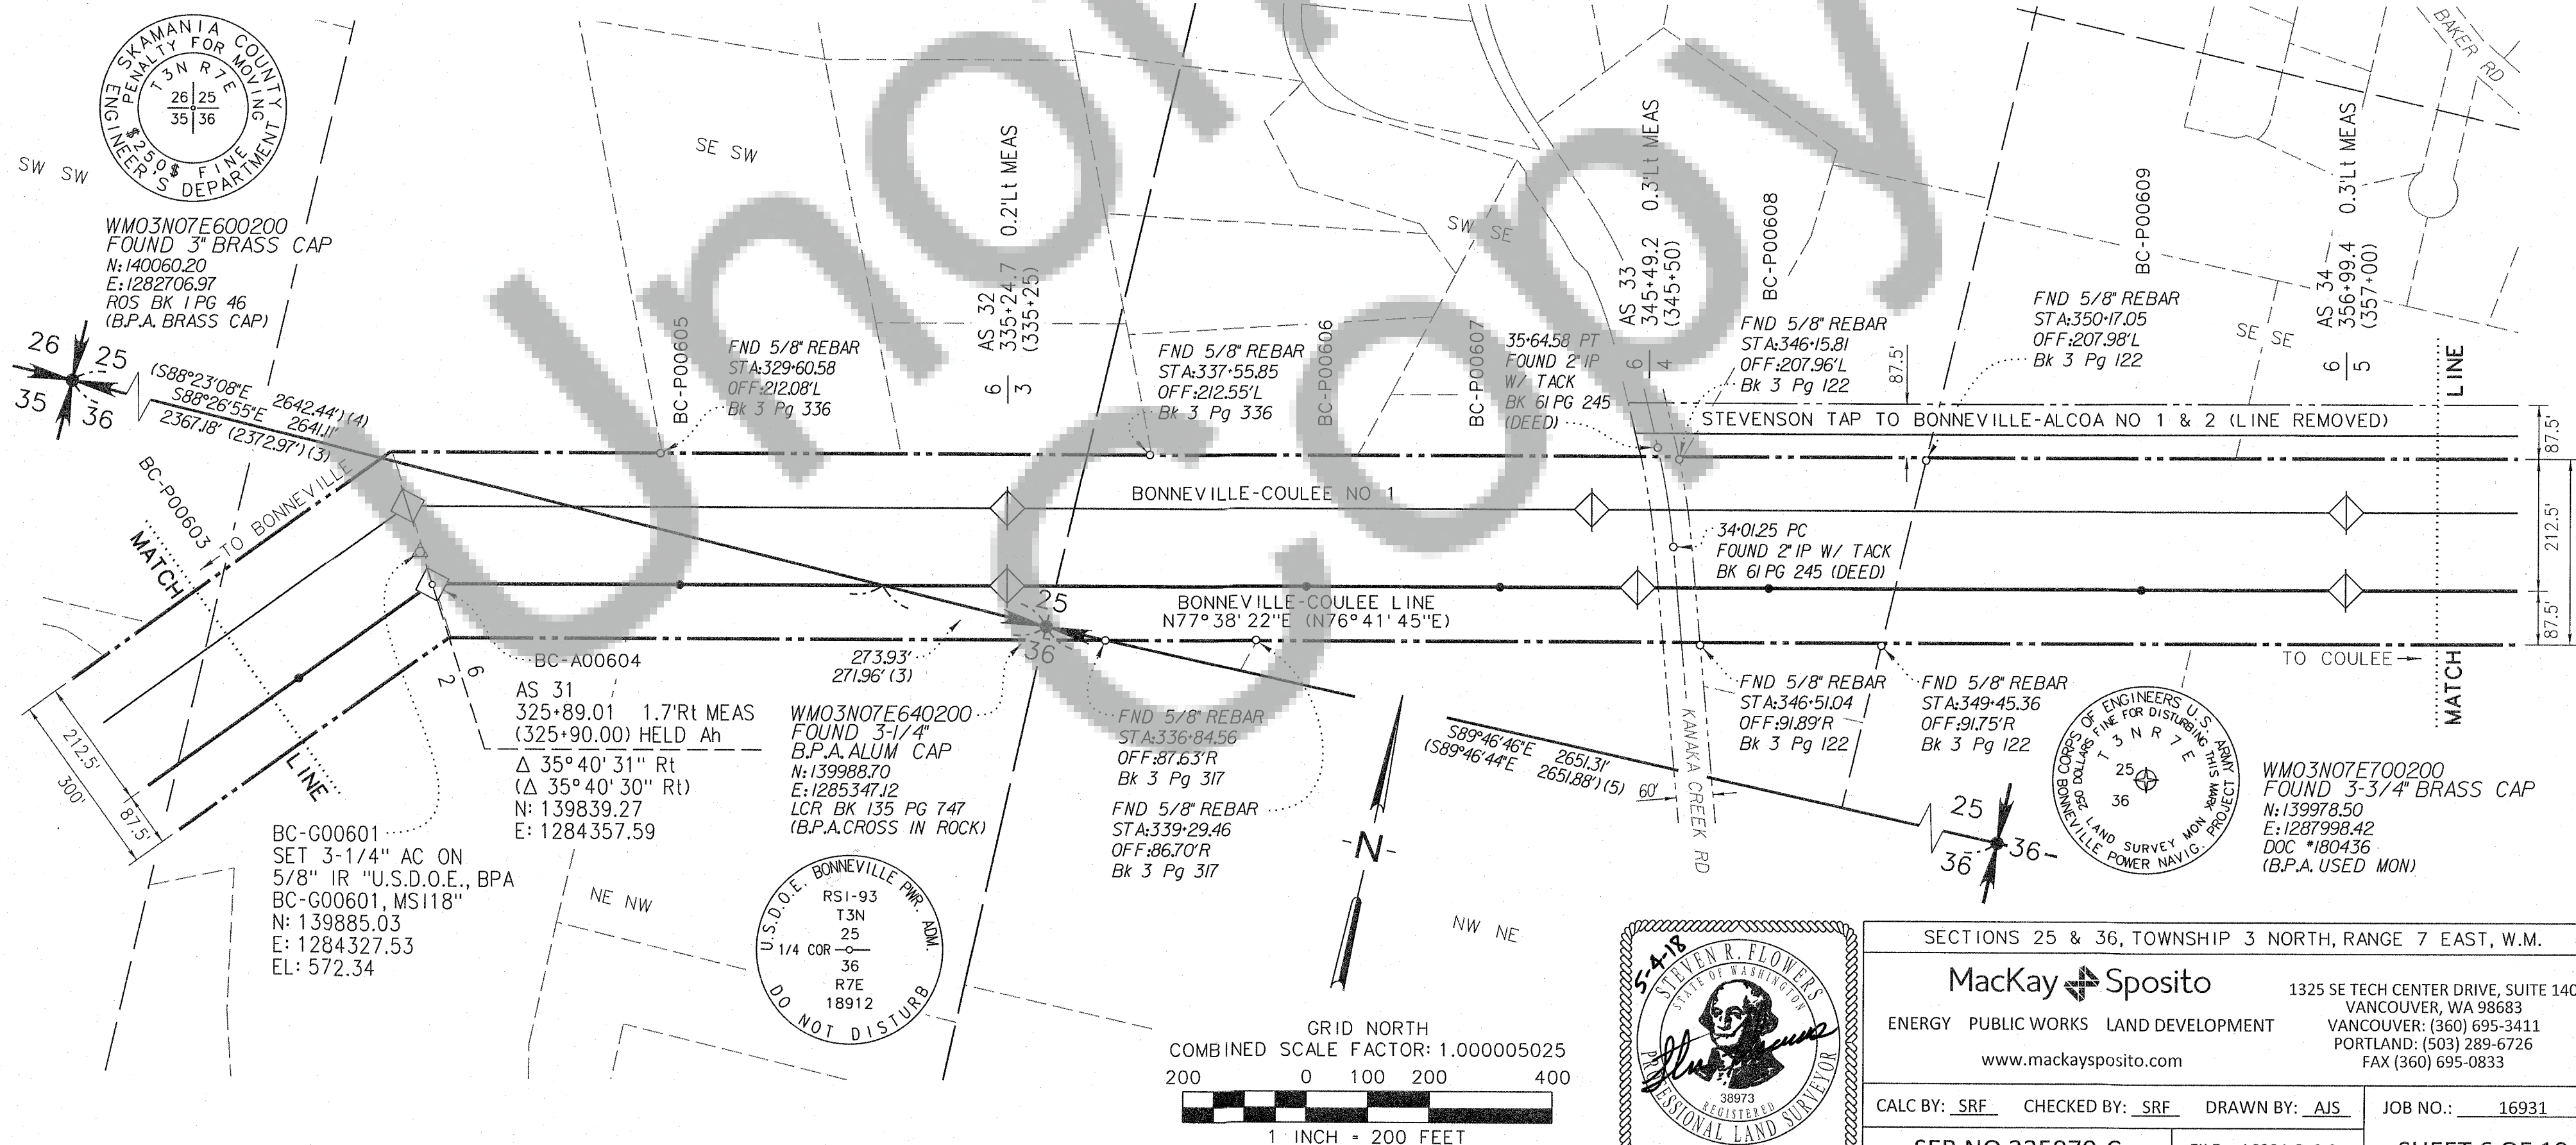 SKAMANIA COUNTY
ENGINEER'S DEPARTMENT
PENALTY FOR MOVING
$250$ FINE
T3N R7E
26 25
35 36
SW SW
WM03N07E600200
FOUND 3" BRASS CAP
N:140060.20
E:1282706.97
ROS BK 1 PG 46
(B.P.A. BRASS CAP)
26 25
35 36
(S88°23'08"E 2642.44')(4)
S88°26'55"E 2641.11'
2367.18' (2372.97')(3)
BC-P00603
TO BONNEVILLE
MATCH
LINE
212.5'
300'
87.5'
SE SW
BC-P00605
FND 5/8" REBAR
STA:329+60.58
OFF:212.08'L
Bk 3 Pg 336
AS 32 0.2'Lt MEAS
335+24.7
(335+25)
6
3
FND 5/8" REBAR
STA:337+55.85
OFF:212.55'L
Bk 3 Pg 336
BC-P00606
SW SE
BC-P00607
35+64.58 PT
FOUND 2" IP
W/ TACK
BK 61 PG 245
(DEED)
AS 33 0.3'Lt MEAS
345+49.2
(345+50)
6
4
BC-P00608
FND 5/8" REBAR
STA:346+15.81
OFF:207.96'L
Bk 3 Pg 122
87.5'
BC-P00609
FND 5/8" REBAR
STA:350+17.05
OFF:207.98'L
Bk 3 Pg 122
SE SE
BAKER RD
AS 34 0.3'Lt MEAS
356+99.4
(357+00)
6
5
LINE
STEVENSON TAP TO BONNEVILLE-ALCOA NO 1 & 2 (LINE REMOVED)
87.5'
212.5'
87.5'
BONNEVILLE-COULEE NO 1
34+01.25 PC
FOUND 2" IP W/ TACK
BK 61 PG 245 (DEED)
BONNEVILLE-COULEE LINE
N77°38'22"E (N76°41'45"E)
25
36
TO COULEE
MATCH
BC-A00604
6
2
AS 31
325+89.01 1.7'Rt MEAS
(325+90.00) HELD Ah
Δ 35°40'31" Rt
(Δ 35°40'30" Rt)
N: 139839.27
E: 1284357.59
273.93'
271.96' (3)
WM03N07E640200
FOUND 3-1/4"
B.P.A. ALUM CAP
N:139988.70
E:1285347.12
LCR BK 135 PG 747
(B.P.A. CROSS IN ROCK)
FND 5/8" REBAR
STA:336+84.56
OFF:87.63'R
Bk 3 Pg 317
FND 5/8" REBAR
STA:339+29.46
OFF:86.70'R
Bk 3 Pg 317
S89°46'46"E 2651.31'
(S89°46'44"E 2651.88')(5)
60'
KANAKA CREEK RD
FND 5/8" REBAR
STA:346+51.04
OFF:91.89'R
Bk 3 Pg 122
FND 5/8" REBAR
STA:349+45.36
OFF:91.75'R
Bk 3 Pg 122
25
36 36
CORPS OF ENGINEERS U.S. ARMY
BONNEVILLE POWER NAVIG. PROJECT
250 DOLLARS FINE FOR DISTURBING THIS MARK
LAND SURVEY MON
T 3 N R 7 E
25
36
WM03N07E700200
FOUND 3-3/4" BRASS CAP
N:139978.50
E:1287998.42
DOC #180436
(B.P.A. USED MON)
BC-G00601
SET 3-1/4" AC ON
5/8" IR "U.S.D.O.E., BPA
BC-G00601, MS118"
N: 139885.03
E: 1284327.53
EL: 572.34
NE NW
U.S.D.O.E. BONNEVILLE PWR. ADM.
RS1-93
T3N
25
1/4 COR
36
R7E
18912
DO NOT DISTURB
N
NW NE
GRID NORTH
COMBINED SCALE FACTOR: 1.000005025
200 0 100 200 400
1 INCH = 200 FEET
5-4-18
STEVEN R. FLOWERS
STATE OF WASHINGTON
38973
REGISTERED
PROFESSIONAL LAND SURVEYOR
SECTIONS 25 & 36, TOWNSHIP 3 NORTH, RANGE 7 EAST, W.M.
MacKay Sposito
ENERGY PUBLIC WORKS LAND DEVELOPMENT
www.mackaysposito.com
1325 SE TECH CENTER DRIVE, SUITE 140
VANCOUVER, WA 98683
VANCOUVER: (360) 695-3411
PORTLAND: (503) 289-6726
FAX (360) 695-0833
CALC BY: SRF CHECKED BY: SRF DRAWN BY: AJS JOB NO.: 16931